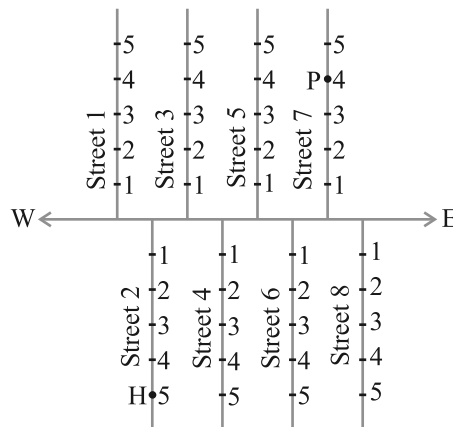 5 5 5 5
4 4 4 P 4
3 3 3 3
Street 1 Street 3 Street 5 Street 7
2 2 2 2
1 1 1 1
W E
1 1 1 1
2 2 2 2
Street 2 Street 4 Street 6 Street 8
3 3 3 3
4 4 4 4
H 5 5 5 5